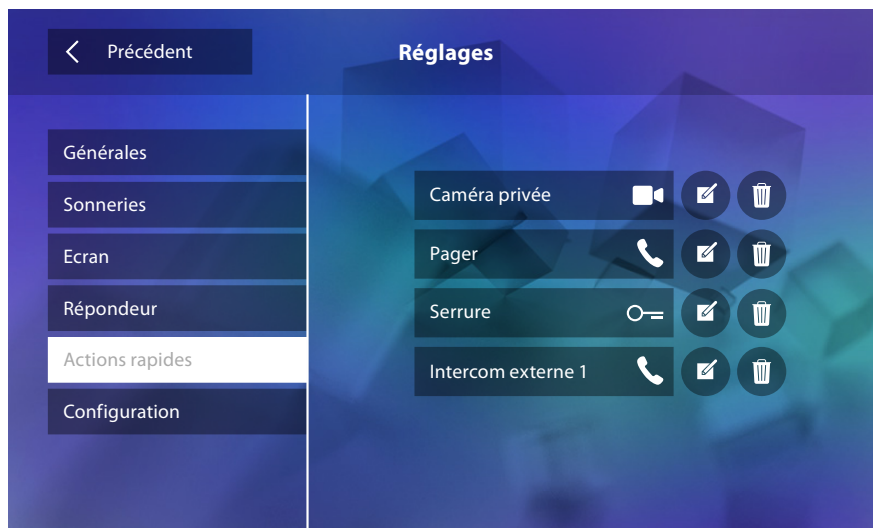 Précédent
Réglages
Générales
Sonneries
Ecran
Répondeur
Actions rapides
Configuration
Caméra privée
Pager
Serrure
Intercom externe 1